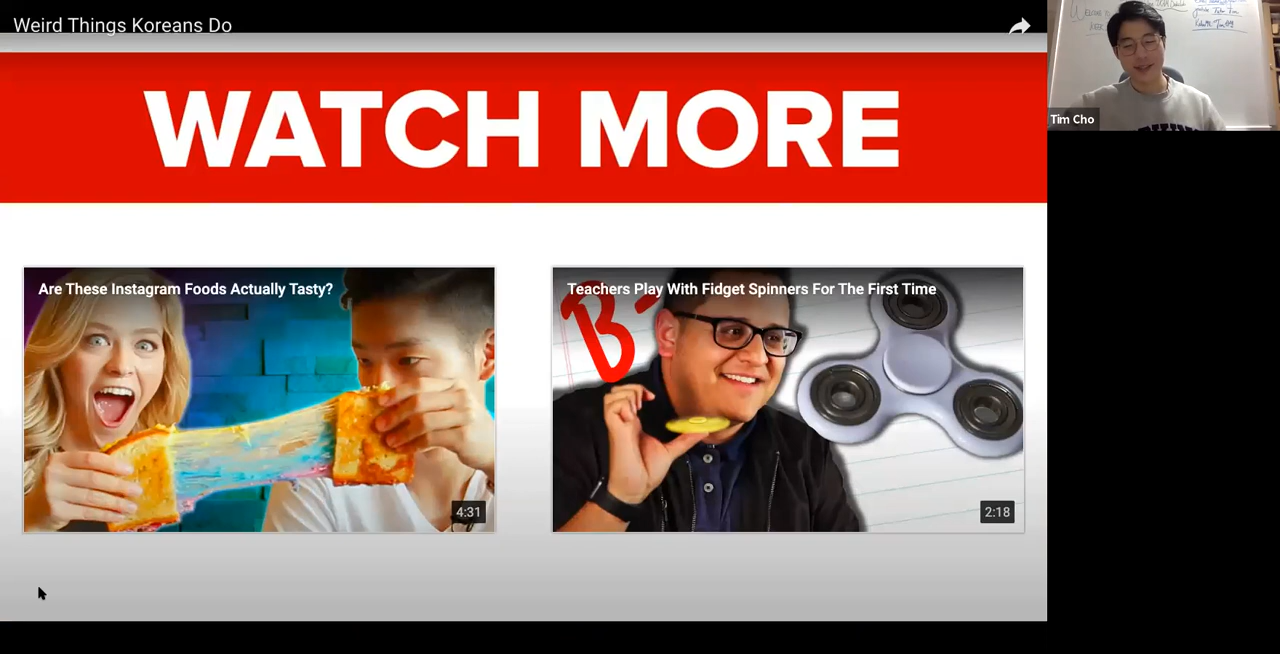 Weird Things Koreans Do
WATCH MORE
Are These Instagram Foods Actually Tasty?
4:31
Teachers Play With Fidget Spinners For The First Time
B-
2:18
Tim Cho